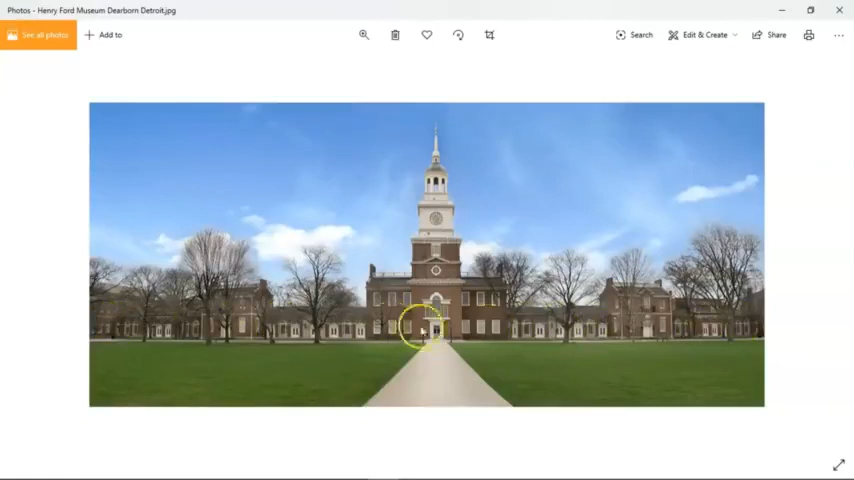 Photos - Henry Ford Museum Dearborn Detroit.jpg
See all photos
Add to
Search
Edit & Create
Share